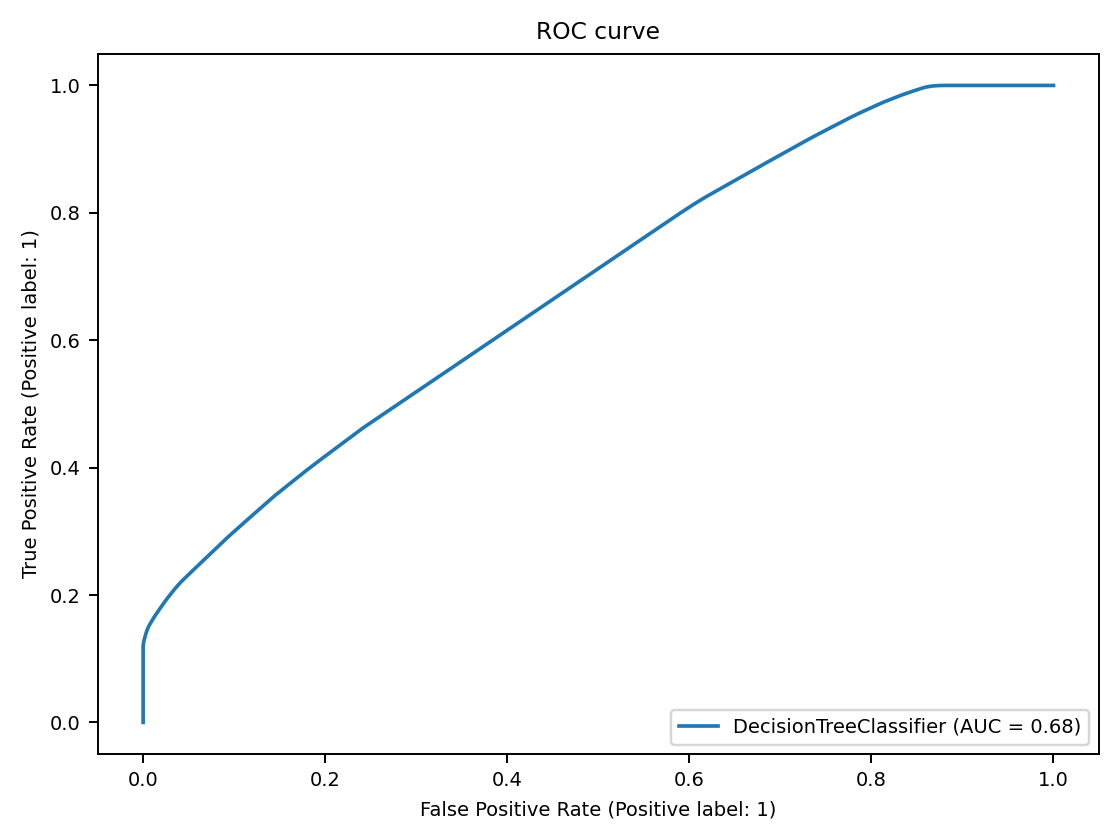 ROC curve
True Positive Rate (Positive label: 1)
1.0
0.8
0.6
0.4
0.2
0.0
DecisionTreeClassifier (AUC = 0.68)
0.0 0.2 0.4 0.6 0.8 1.0
False Positive Rate (Positive label: 1)